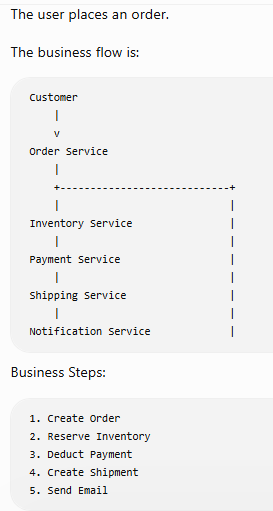 The user places an order.
The business flow is:
Customer
|
v
Order Service
|
+----------------------------+
| |
Inventory Service |
| |
Payment Service |
| |
Shipping Service |
| |
Notification Service |
Business Steps:
1. Create Order
2. Reserve Inventory
3. Deduct Payment
4. Create Shipment
5. Send Email